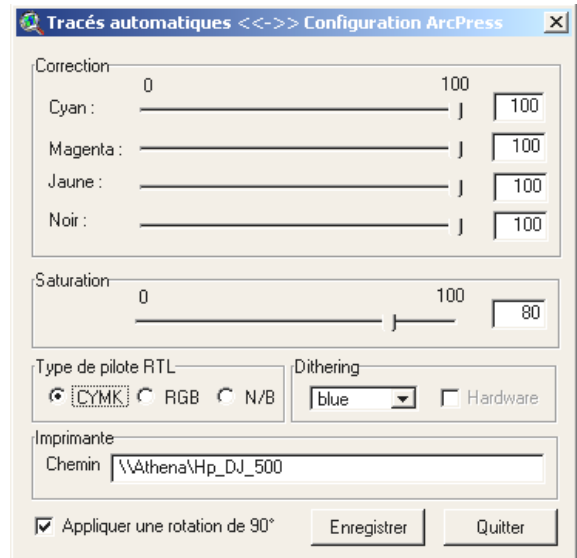 Tracés automatiques <<->> Configuration ArcPress
Correction
0 100
Cyan : 100
Magenta : 100
Jaune : 100
Noir : 100
Saturation
0 100
80
Type de pilote RTL
CYMK RGB N/B
Dithering
blue Hardware
Imprimante
Chemin \\Athena\Hp_DJ_500
Appliquer une rotation de 90° Enregistrer Quitter